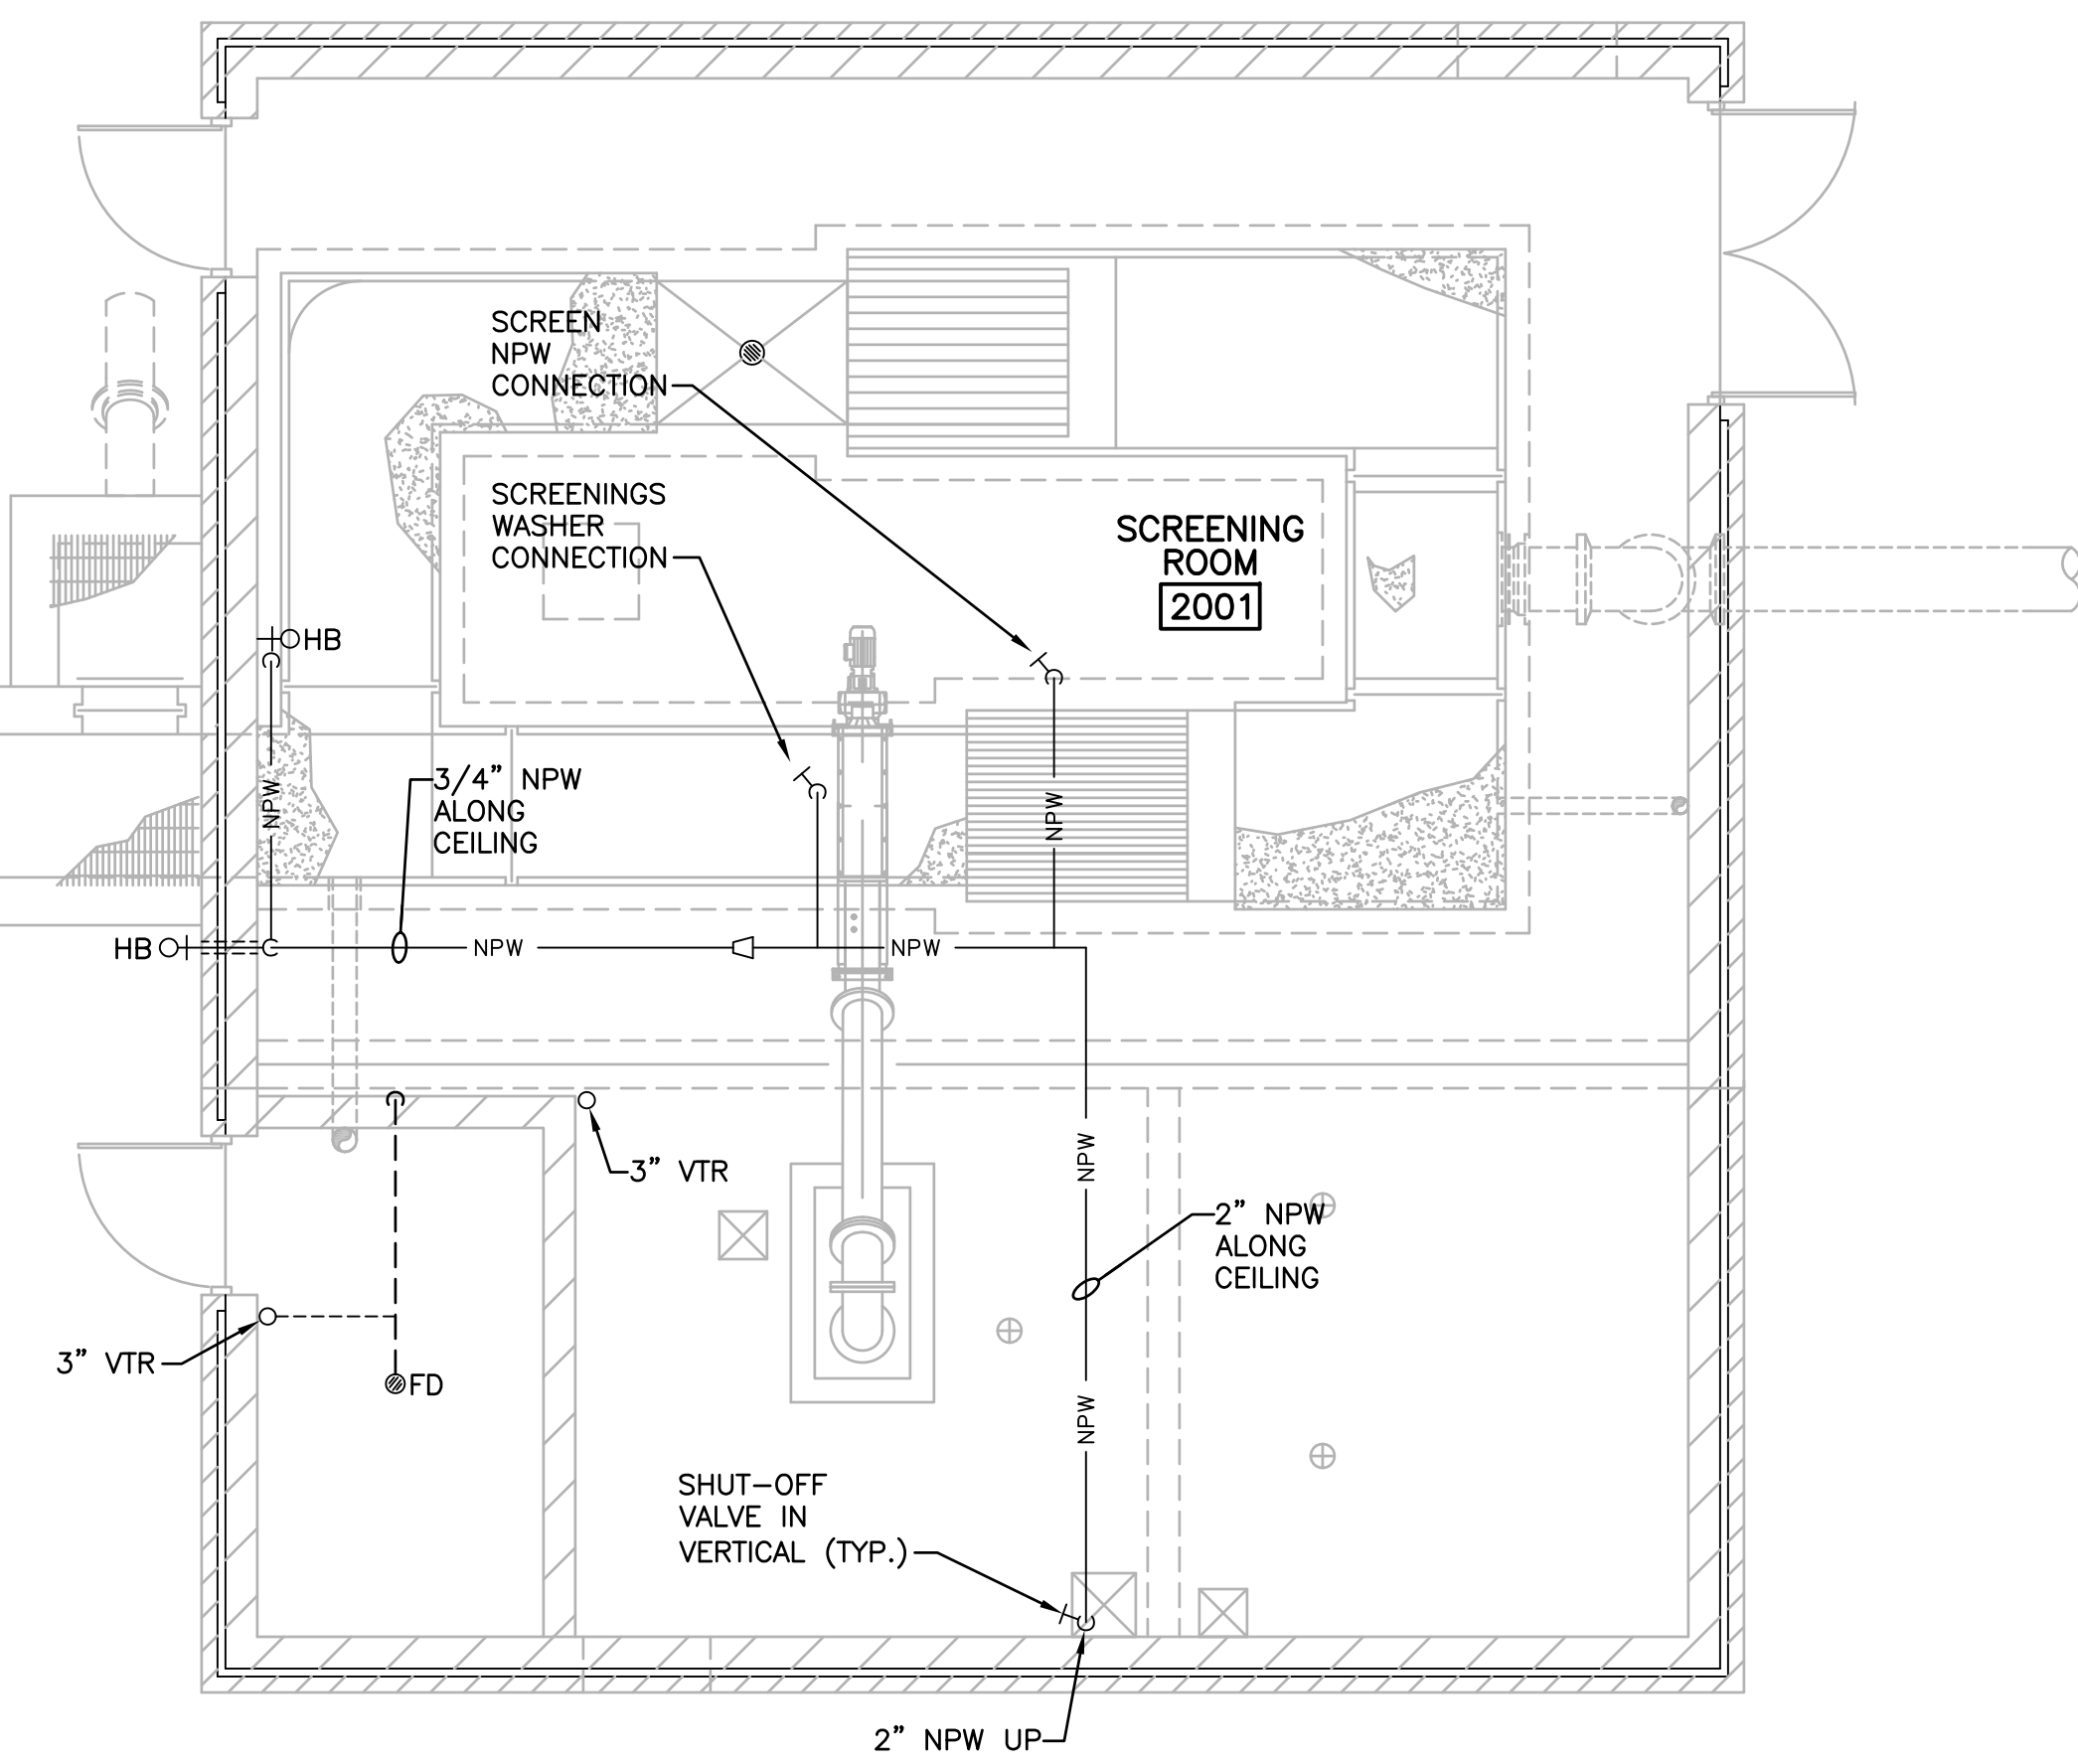 SCREEN
NPW
CONNECTION
SCREENINGS
WASHER
CONNECTION
SCREENING
ROOM
2001
HB
NPW
3/4” NPW
ALONG
CEILING
NPW
HB
NPW
NPW
3” VTR
NPW
2” NPW
ALONG
CEILING
3” VTR
FD
NPW
SHUT-OFF
VALVE IN
VERTICAL (TYP.)
2” NPW UP